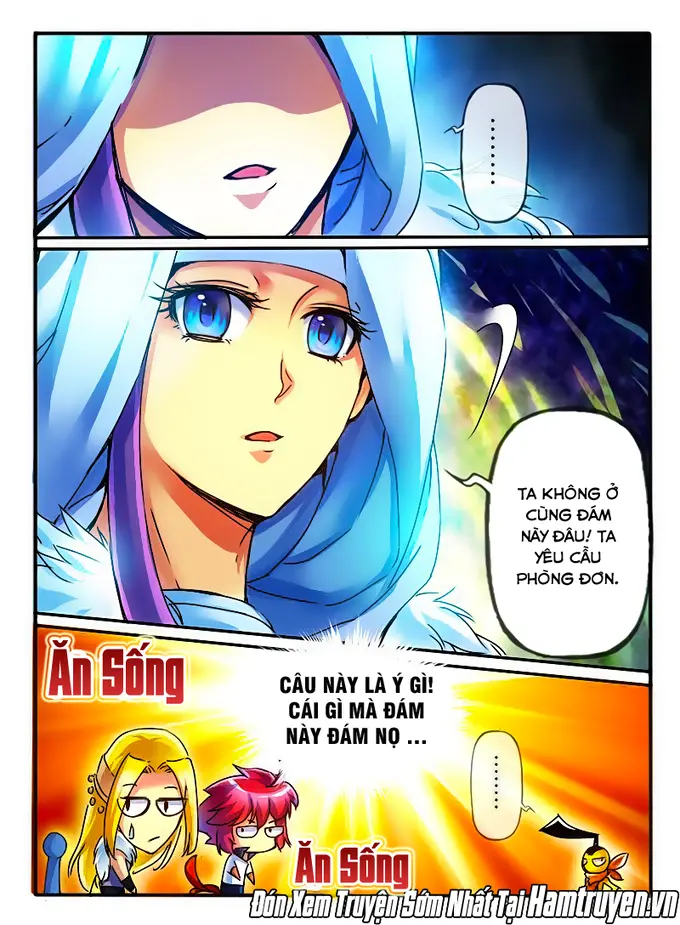 .......
TA KHÔNG Ở
CÙNG ĐÁM
NÀY ĐÂU! TA
YÊU CẦU
PHÒNG ĐƠN.
ĂN SỐNG
CÂU NÀY LÀ Ý GÌ!
CÁI GÌ MÀ ĐÁM
NÀY ĐÁM NỌ ...
.......
ĂN SỐNG
Đón Xem Truyện Sớm Nhất Tại Hamtruyen.vn